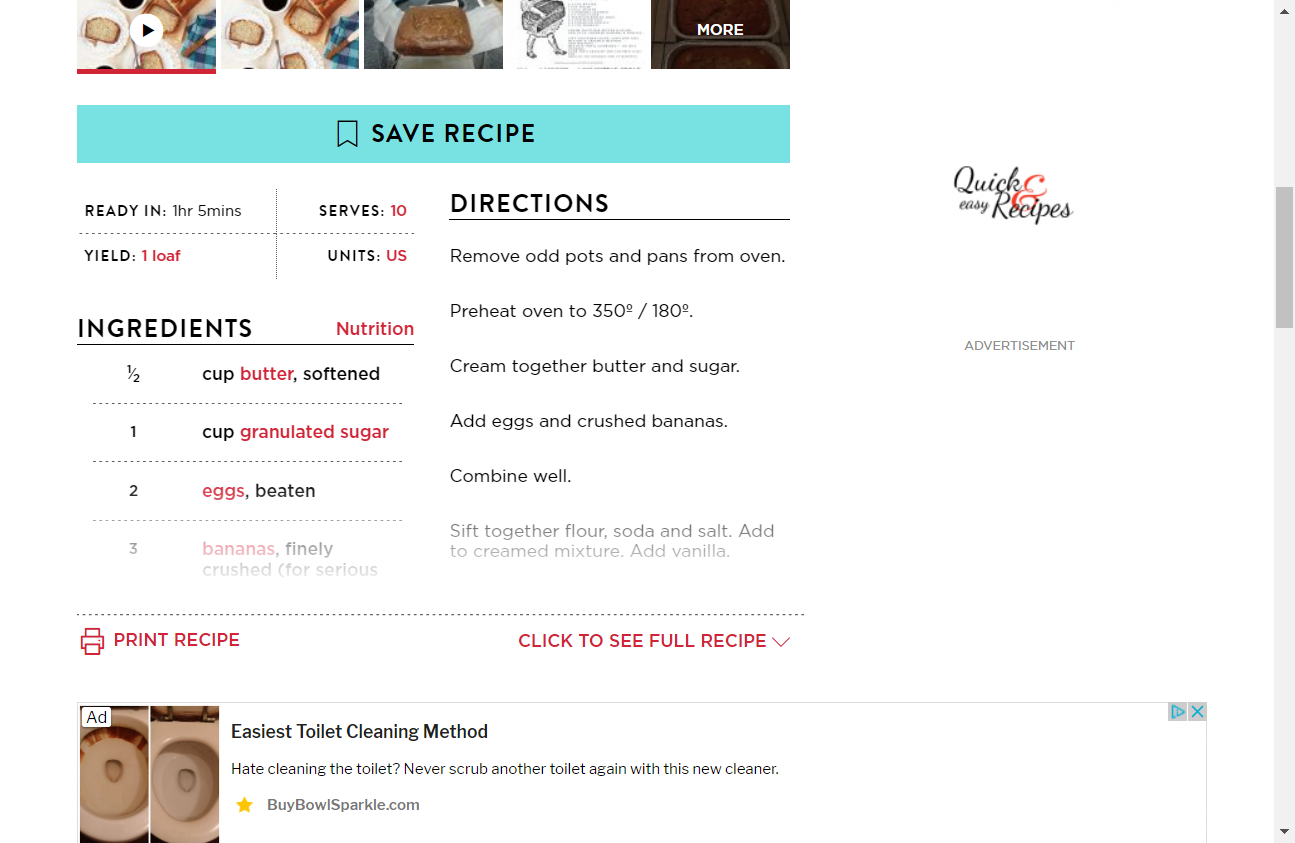 MORE
SAVE RECIPE
READY IN: 1hr 5mins
SERVES: 10
YIELD: 1 loaf
UNITS: US
INGREDIENTS
Nutrition
½
cup butter, softened
1
cup granulated sugar
2
eggs, beaten
3
bananas, finely
crushed (for serious
DIRECTIONS
Remove odd pots and pans from oven.
Preheat oven to 350º / 180º.
Cream together butter and sugar.
Add eggs and crushed bananas.
Combine well.
Sift together flour, soda and salt. Add
to creamed mixture. Add vanilla.
Quick &
easy Recipes
ADVERTISEMENT
PRINT RECIPE
CLICK TO SEE FULL RECIPE
Ad
Easiest Toilet Cleaning Method
Hate cleaning the toilet? Never scrub another toilet again with this new cleaner.
BuyBowlSparkle.com